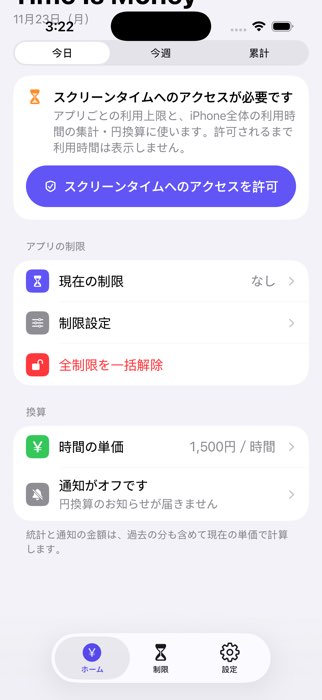 Time is Money
3:22
11月23日（月）
今日
今週
累計
スクリーンタイムへのアクセスが必要です
アプリごとの利用上限と、iPhone全体の利用時
間の集計・円換算に使います。許可されるまで
利用時間は表示しません。
スクリーンタイムへのアクセスを許可
アプリの制限
現在の制限
なし
制限設定
全制限を一括解除
換算
時間の単価
1,500円 / 時間
通知がオフです
円換算のお知らせが届きません
統計と通知の金額は、過去の分も含めて現在の単価で計算
します。
ホーム
制限
設定